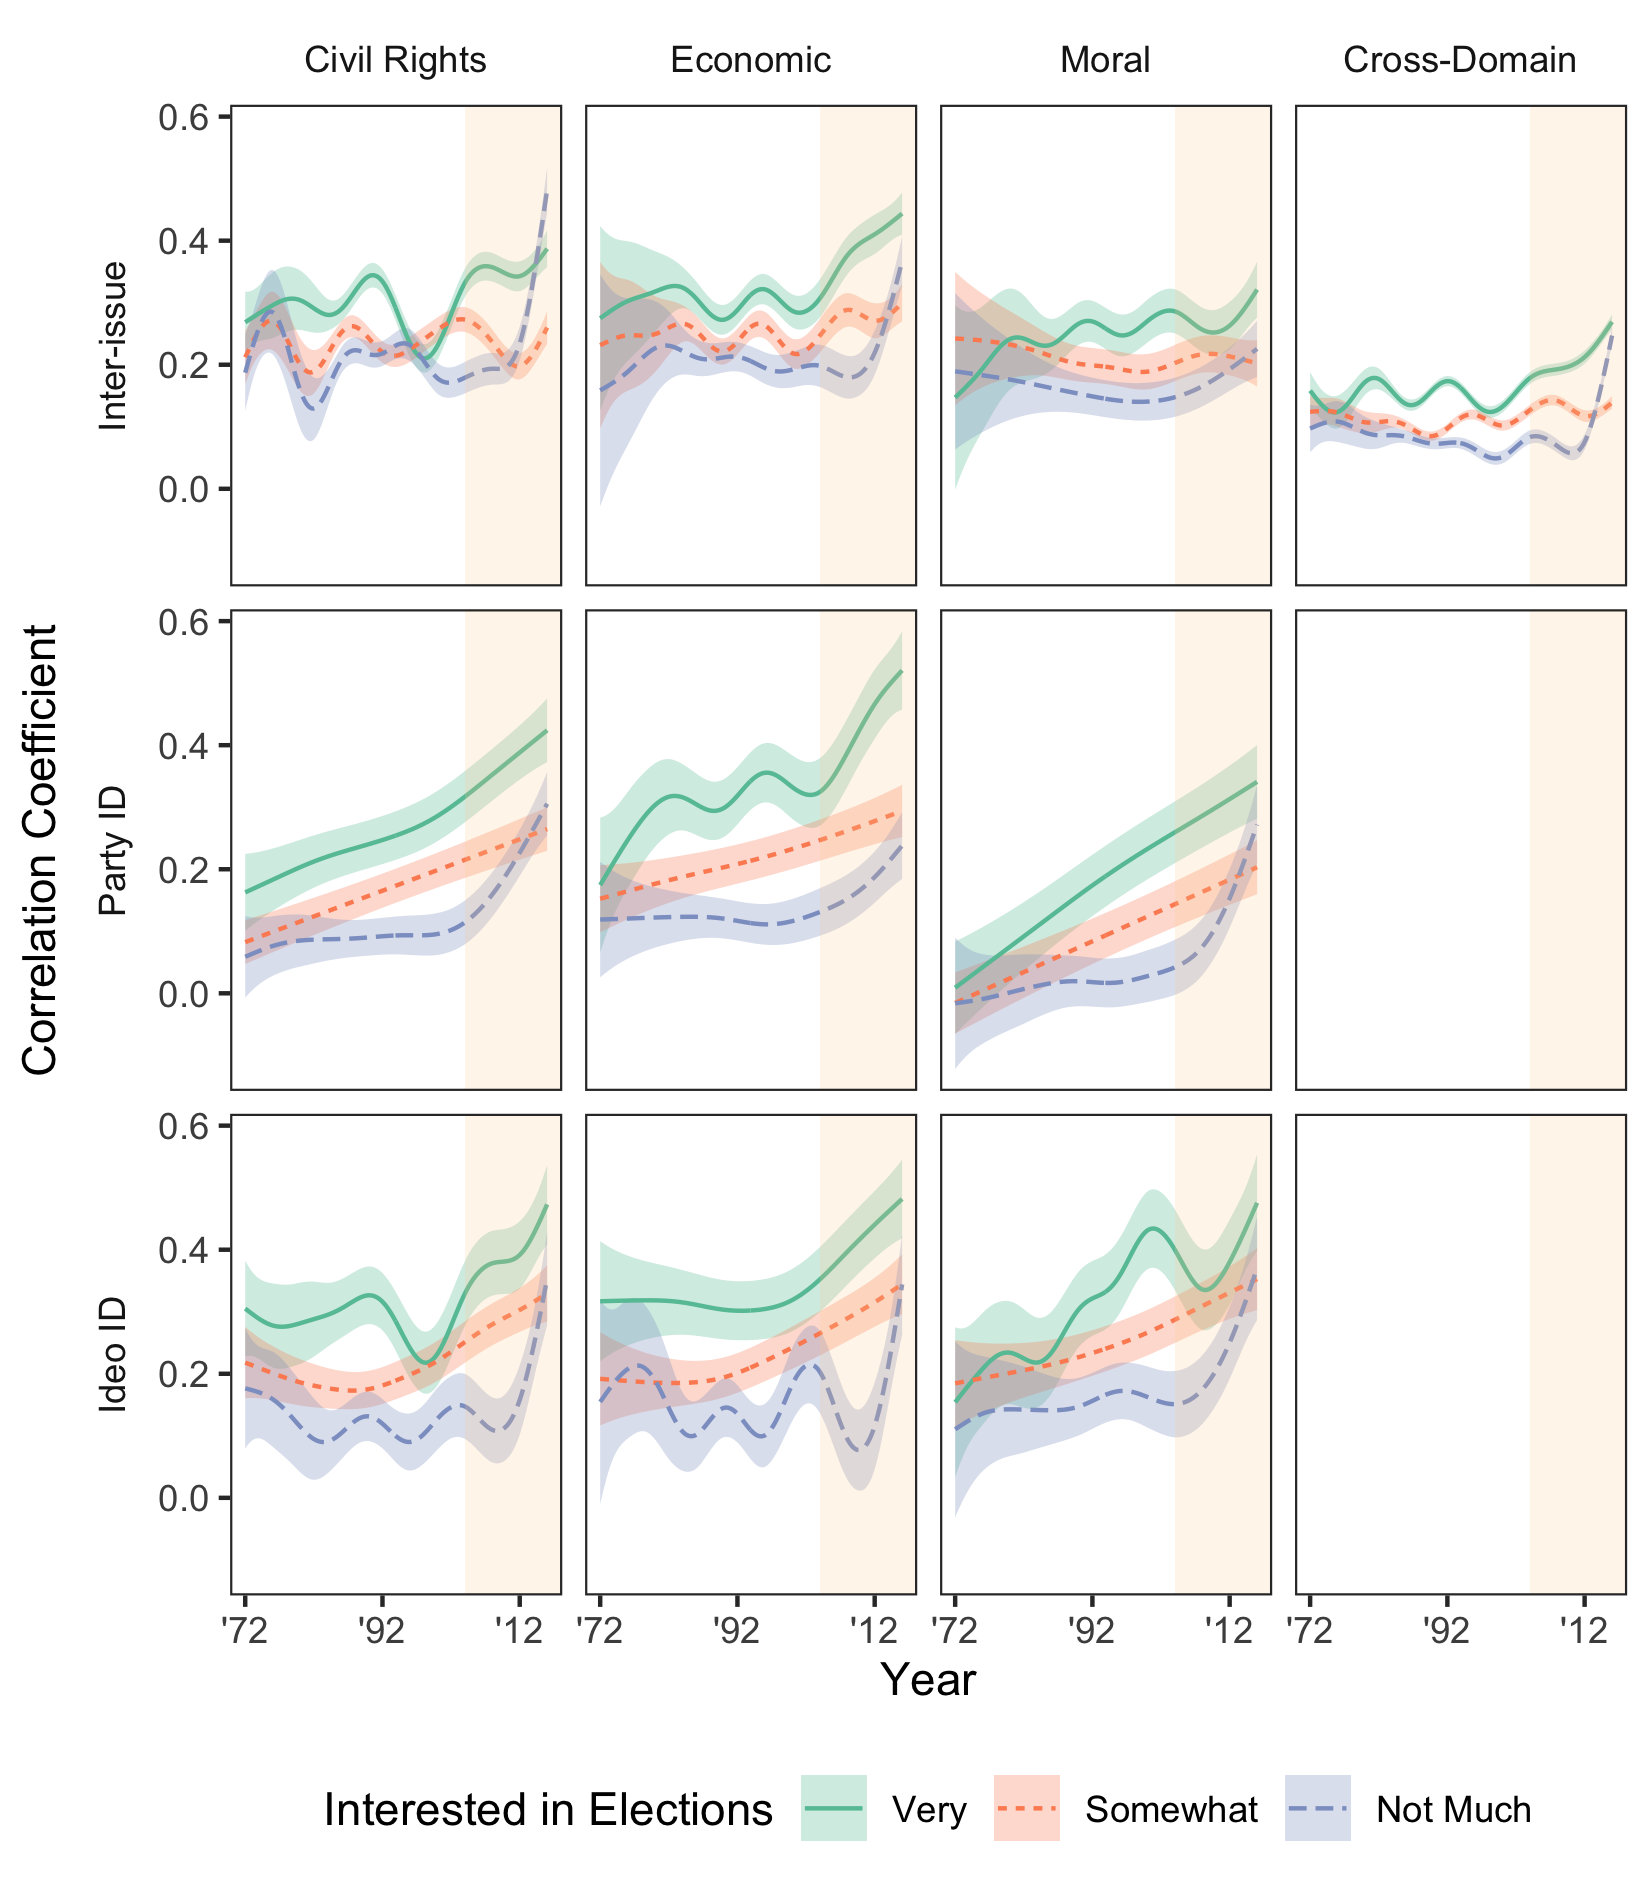 Civil Rights Economic Moral Cross-Domain
0.6
0.4
0.2
0.0
Inter-issue
0.6
0.4
0.2
0.0
Party ID
0.6
0.4
0.2
0.0
Ideo ID
Correlation Coefficient
'72 '92 '12 '72 '92 '12 '72 '92 '12 '72 '92 '12
Year
Interested in Elections Very Somewhat Not Much